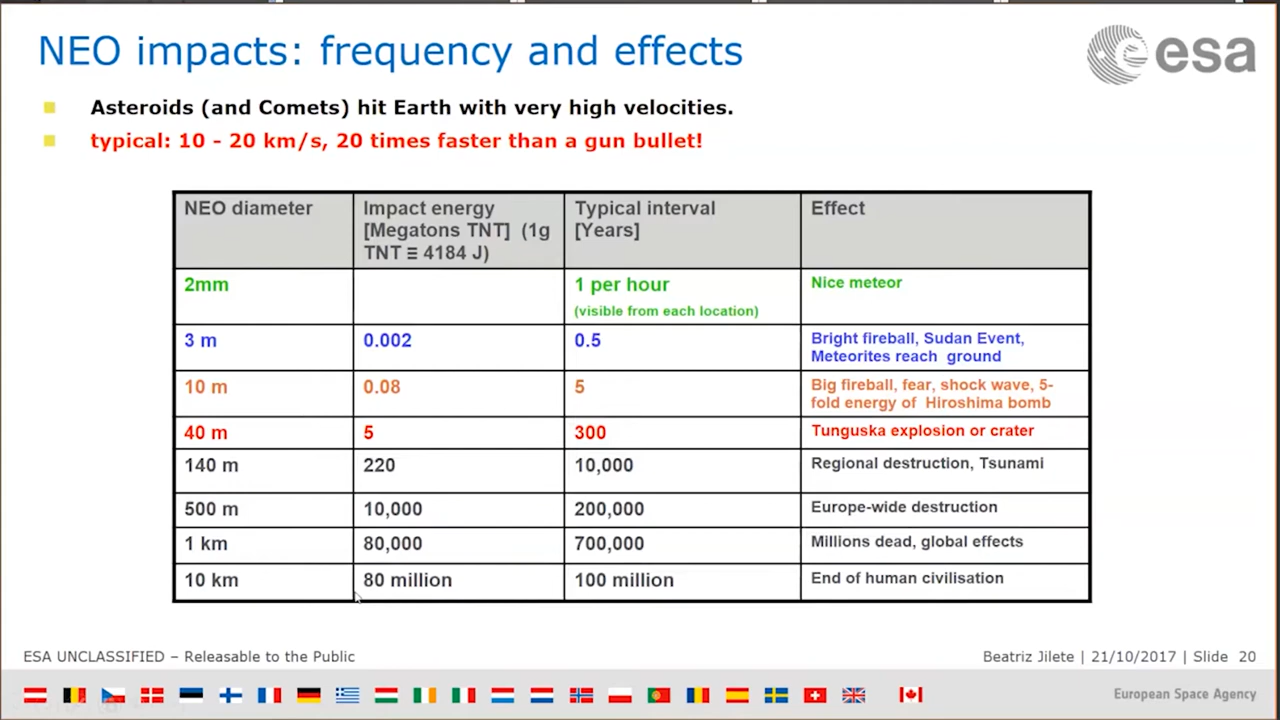 NEO impacts: frequency and effects
esa
Asteroids (and Comets) hit Earth with very high velocities.
typical: 10 - 20 km/s, 20 times faster than a gun bullet!
NEO diameter
Impact energy
[Megatons TNT] (1g
TNT ≡ 4184 J)
Typical interval
[Years]
Effect
2mm
1 per hour
(visible from each location)
Nice meteor
3 m
0.002
0.5
Bright fireball, Sudan Event,
Meteorites reach ground
10 m
0.08
5
Big fireball, fear, shock wave, 5-
fold energy of Hiroshima bomb
40 m
5
300
Tunguska explosion or crater
140 m
220
10,000
Regional destruction, Tsunami
500 m
10,000
200,000
Europe-wide destruction
1 km
80,000
700,000
Millions dead, global effects
10 km
80 million
100 million
End of human civilisation
ESA UNCLASSIFIED – Releasable to the Public
Beatriz Jilete | 21/10/2017 | Slide 20
European Space Agency